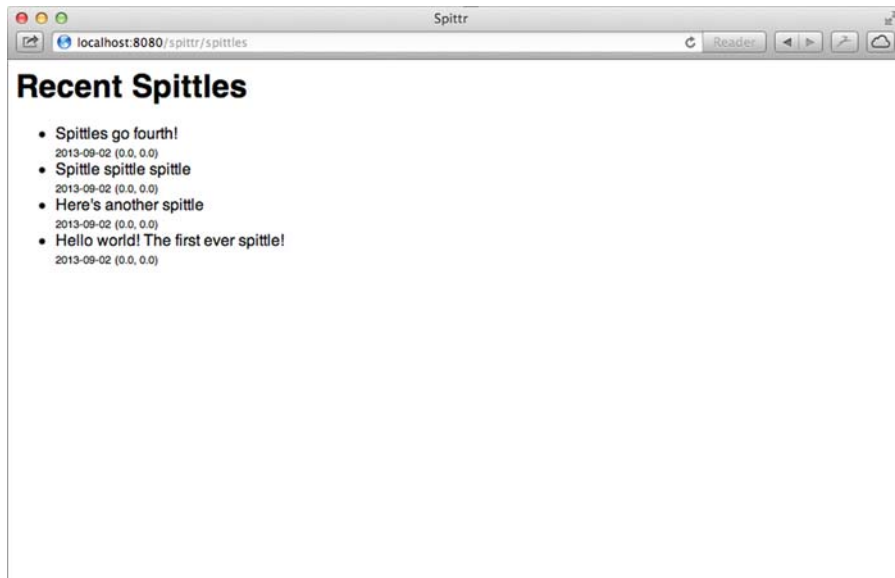 Spittr
localhost:8080/spittr/spittles
Reader
Recent Spittles
• Spittles go fourth!
2013-09-02 (0.0, 0.0)
• Spittle spittle spittle
2013-09-02 (0.0, 0.0)
• Here's another spittle
2013-09-02 (0.0, 0.0)
• Hello world! The first ever spittle!
2013-09-02 (0.0, 0.0)